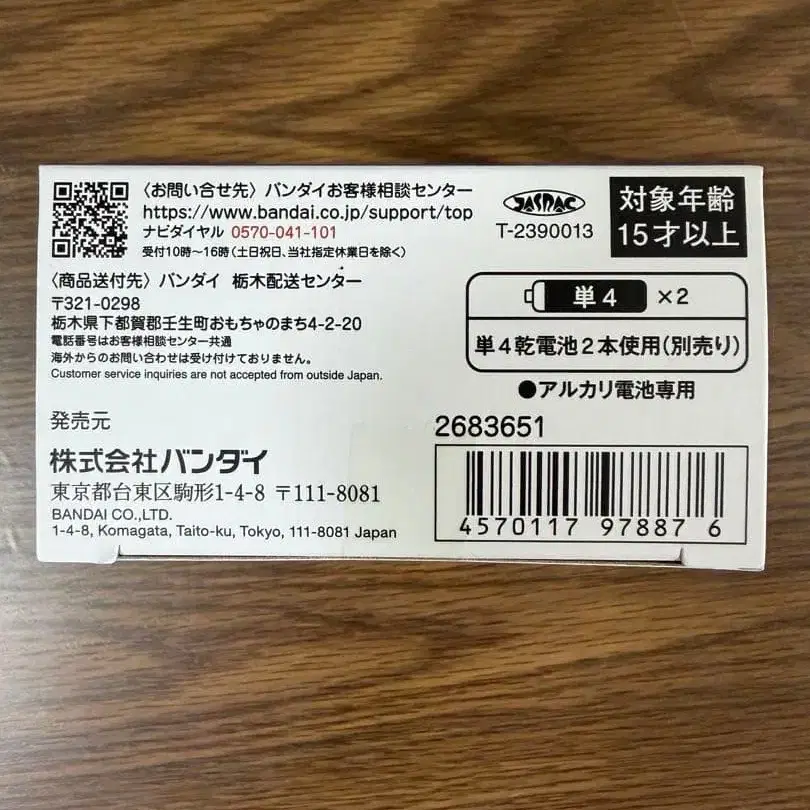 〈お問い合せ先〉バンダイお客様相談センター
https://www.bandai.co.jp/support/top
ナビダイヤル 0570-041-101
受付10時〜16時(土日祝日、当社指定休業日を除く)
〈商品送付先〉バンダイ 栃木配送センター
〒321-0298
栃木県下都賀郡壬生町おもちゃのまち4-2-20
電話番号はお客様相談センター共通
海外からのお問い合わせは受け付けておりません。
Customer service inquiries are not accepted from outside Japan.
発売元
株式会社バンダイ
東京都台東区駒形1-4-8 〒111-8081
BANDAI CO.,LTD.
1-4-8, Komagata, Taito-ku, Tokyo, 111-8081 Japan
JASRAC
T-2390013
対象年齢
15才以上
単4 ×2
単4乾電池2本使用(別売り)
●アルカリ電池専用
2683651
4570117 97887 6